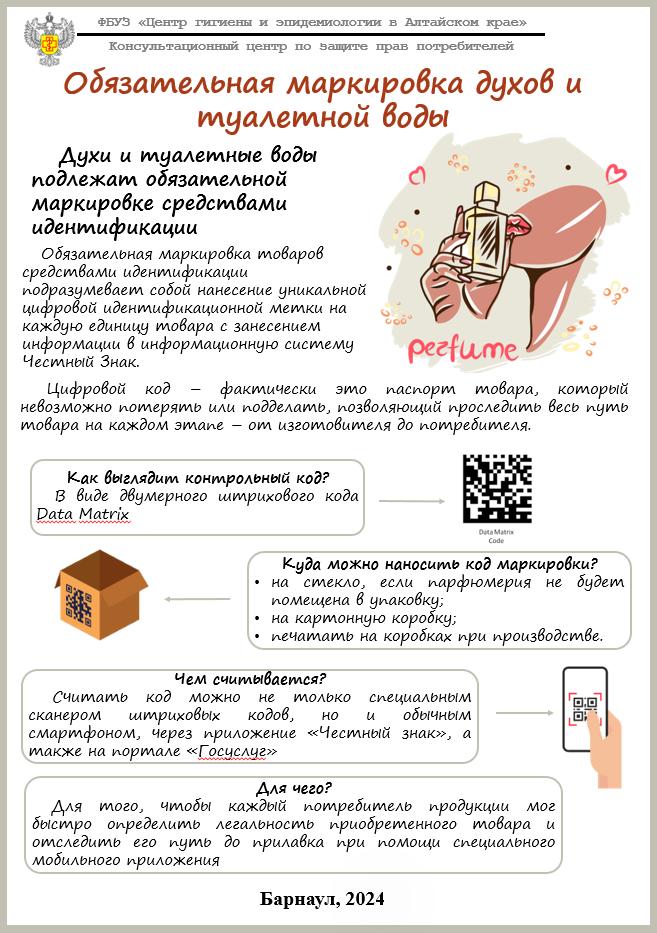 ФБУЗ «Центр гигиены и эпидемиологии в Алтайском крае»
Консультационный центр по защите прав потребителей
Обязательная маркировка духов и
туалетной воды
Духи и туалетные воды
подлежат обязательной
маркировке средствами
идентификации
Обязательная маркировка товаров
средствами идентификации
подразумевает собой нанесение уникальной
цифровой идентификационной метки на
каждую единицу товара с занесением
информации в информационную систему
Честный Знак.
perfume
Цифровой код – фактически это паспорт товара, который
невозможно потерять или подделать, позволяющий проследить весь путь
товара на каждом этапе – от изготовителя до потребителя.
Как выглядит контрольный код?
В виде двумерного штрихового кода
Data Matrix
Data Matrix
Code
Куда можно наносить код маркировки?
• на стекло, если парфюмерия не будет
помещена в упаковку;
• на картонную коробку;
• печатать на коробках при производстве.
Чем считывается?
Считать код можно не только специальным
сканером штриховых кодов, но и обычным
смартфоном, через приложение «Честный знак», а
также на портале «Госуслуг»
Для чего?
Для того, чтобы каждый потребитель продукции мог
быстро определить легальность приобретенного товара и
отследить его путь до прилавка при помощи специального
мобильного приложения
Барнаул, 2024